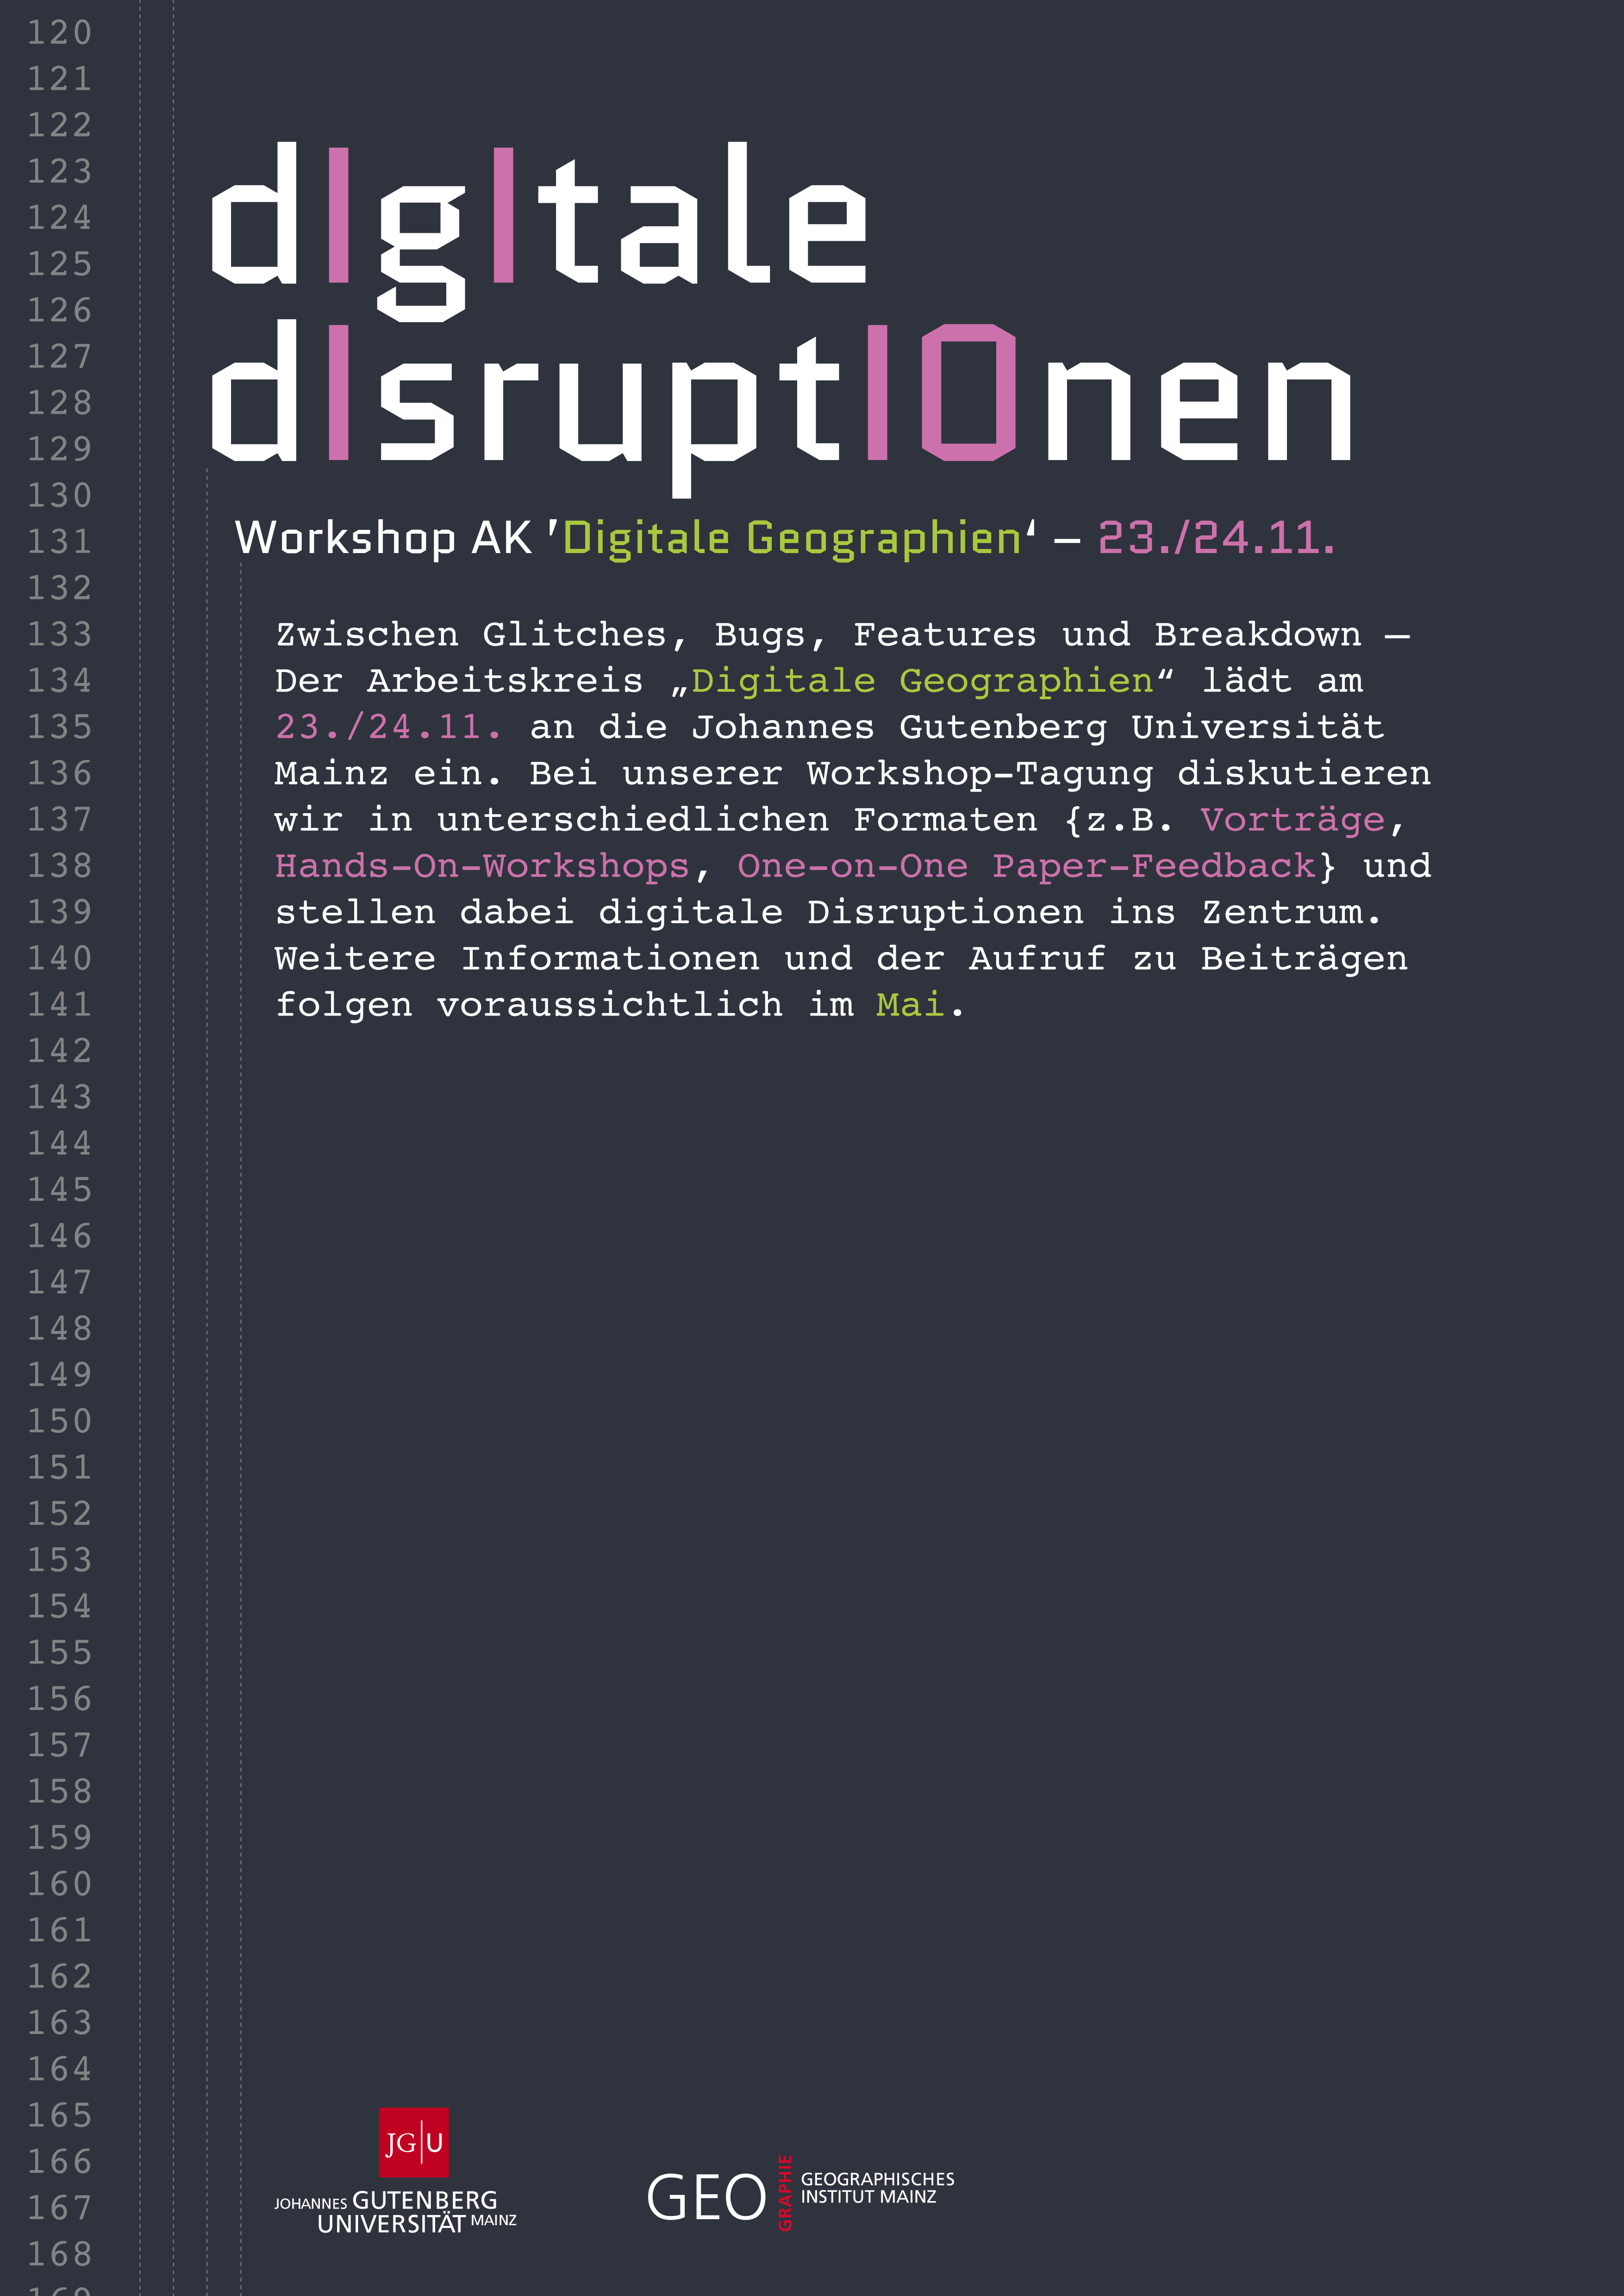 120
121
122
123
124
125
126
127
128
129
130
131
132
133
134
135
136
137
138
139
140
141
142
143
144
145
146
147
148
149
150
151
152
153
154
155
156
157
158
159
160
161
162
163
164
165
166
167
168
169
dIgItale
dIsruptIOnen
Workshop AK 'Digitale Geographien‘ – 23./24.11.
Zwischen Glitches, Bugs, Features und Breakdown –
Der Arbeitskreis „Digitale Geographien“ lädt am
23./24.11. an die Johannes Gutenberg Universität
Mainz ein. Bei unserer Workshop-Tagung diskutieren
wir in unterschiedlichen Formaten {z.B. Vorträge,
Hands-On-Workshops, One-on-One Paper-Feedback} und
stellen dabei digitale Disruptionen ins Zentrum.
Weitere Informationen und der Aufruf zu Beiträgen
folgen voraussichtlich im Mai.
JG|U
JOHANNES GUTENBERG
UNIVERSITÄT MAINZ
GEO
GRAPHIE
GEOGRAPHISCHES
INSTITUT MAINZ